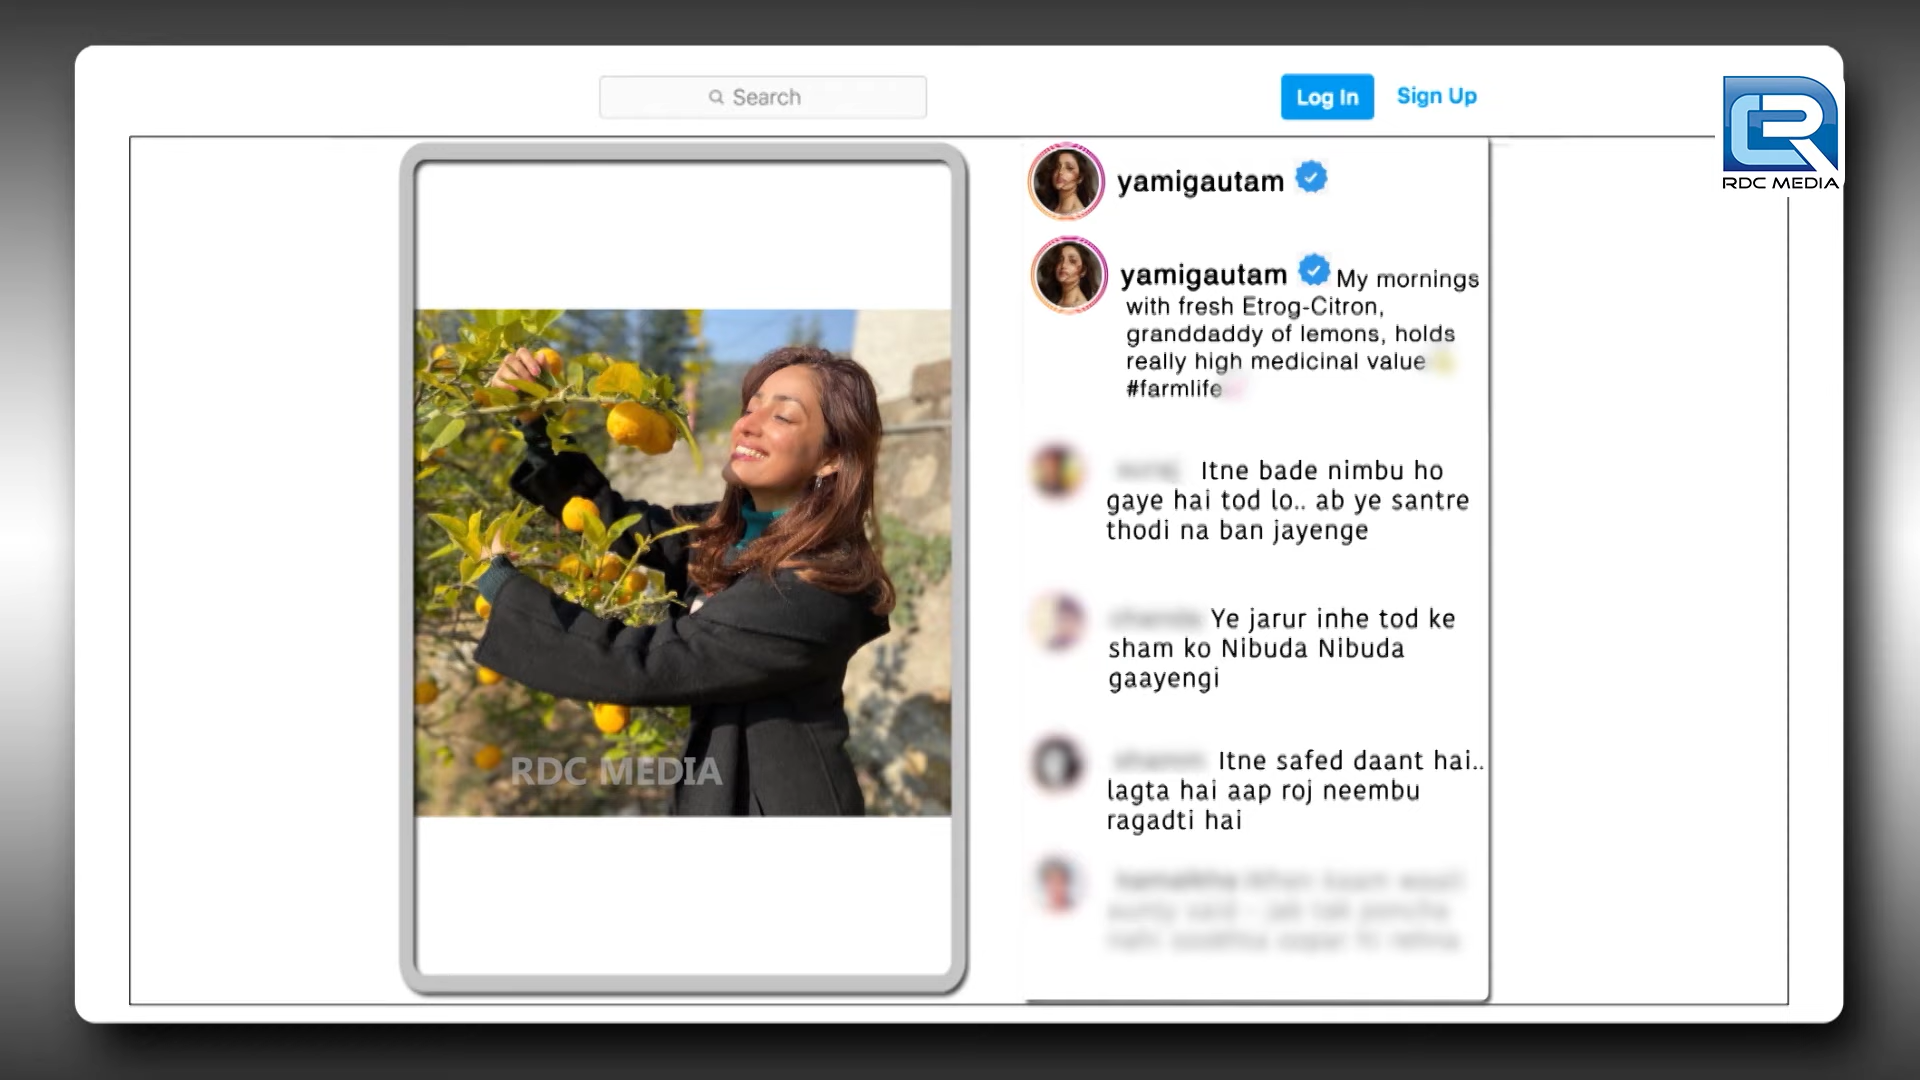 Search
Log In
Sign Up
RDC MEDIA
yamigautam
yamigautam My mornings
with fresh Etrog-Citron,
granddaddy of lemons, holds
really high medicinal value
#farmlife
Itne bade nimbu ho
gaye hai tod lo.. ab ye santre
thodi na ban jayenge
Ye jarur inhe tod ke
sham ko Nibuda Nibuda
gaayengi
Itne safed daant hai..
lagta hai aap roj neembu
ragadti hai
RDC MEDIA